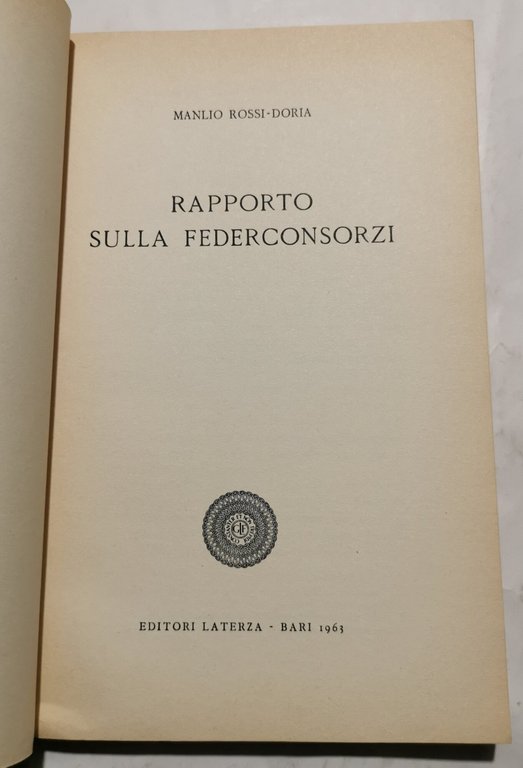 MANLIO ROSSI-DORIA
RAPPORTO
SULLA FEDERCONSORZI
EDITORI LATERZA - BARI 1963